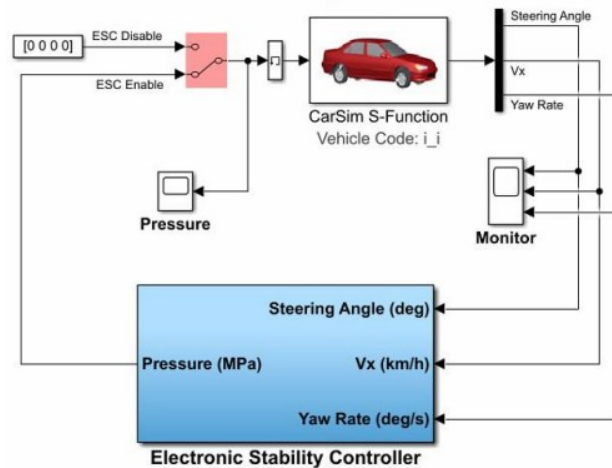 Steering Angle
[0 0 0 0]
ESC Disable
ESC Enable
Vx
Yaw Rate
CarSim S-Function
Vehicle Code: i_i
Pressure
Monitor
Steering Angle (deg)
Pressure (MPa)
Vx (km/h)
Yaw Rate (deg/s)
Electronic Stability Controller